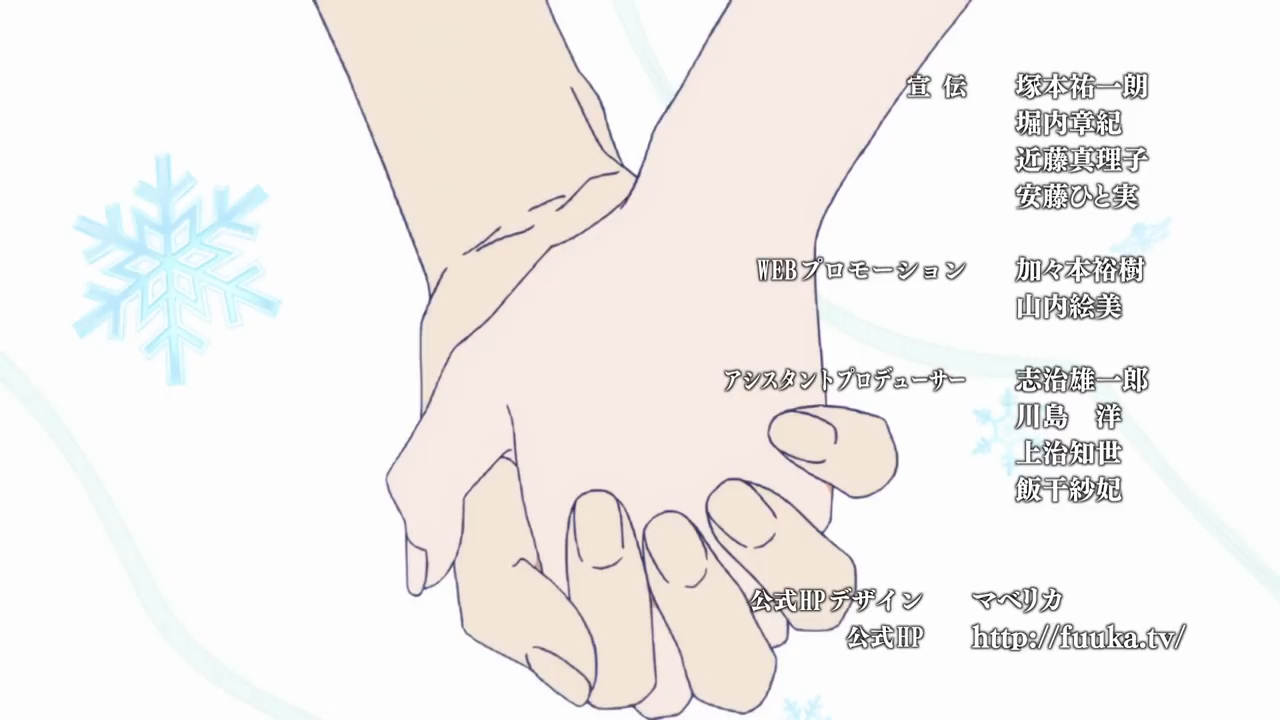 宣伝 塚本祐一朗
堀内章紀
近藤真理子
安藤ひと実
WEBプロモーション 加々本裕樹
山内絵美
アシスタントプロデューサー 志治雄一郎
川島 洋
上治知世
飯干紗妃
公式HPデザイン マベリカ
公式HP http://fuuka.tv/